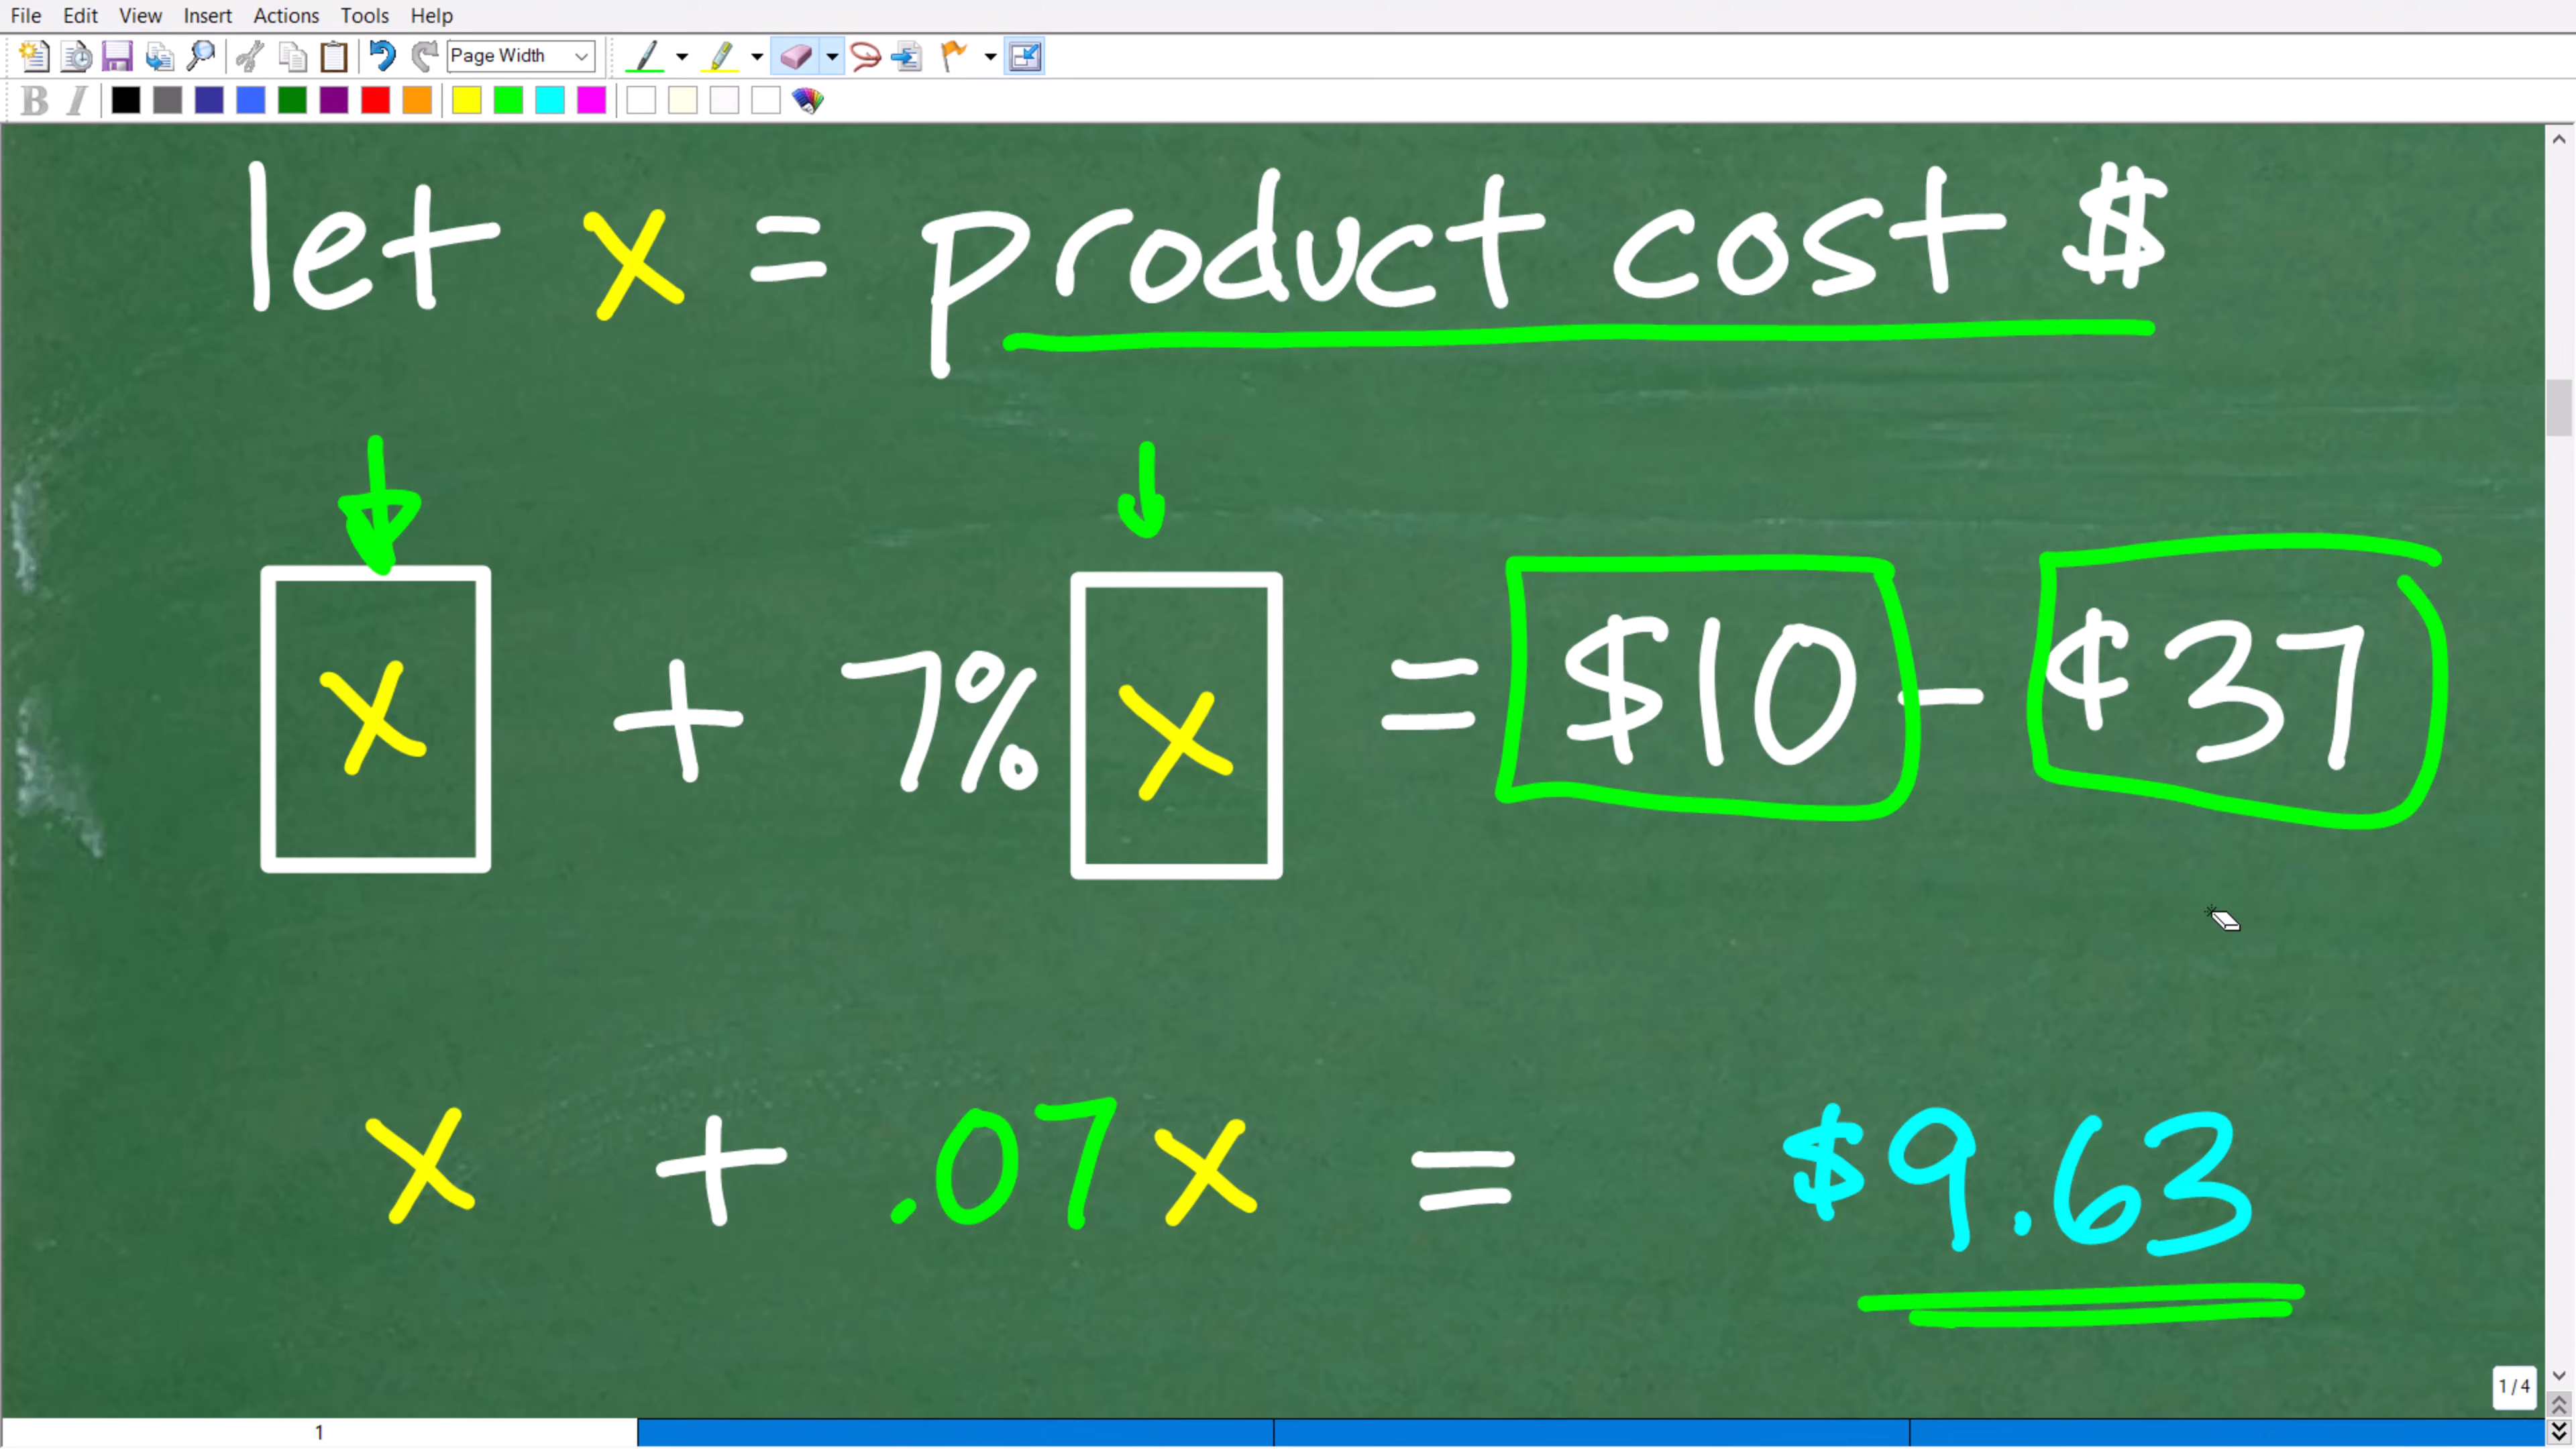 File Edit View Insert Actions Tools Help
Page Width
B I
let x = product cost $
x + 7% x = $10 - ¢37
x + .07x = $9.63
1 / 4
1